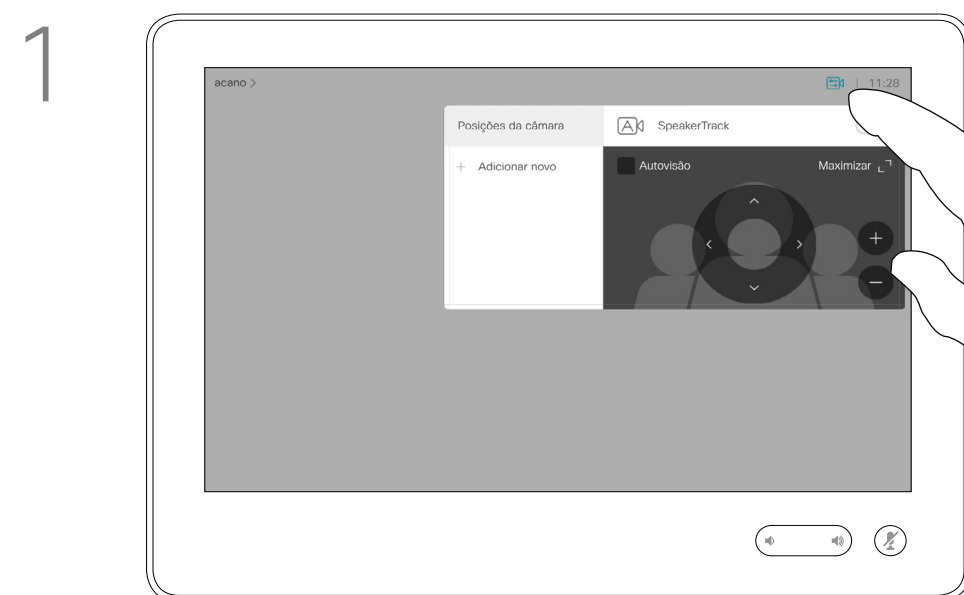 1
acano >
11:28
Posições da câmara
A
SpeakerTrack
+ Adicionar novo
Autovisão
Maximizar
+
−